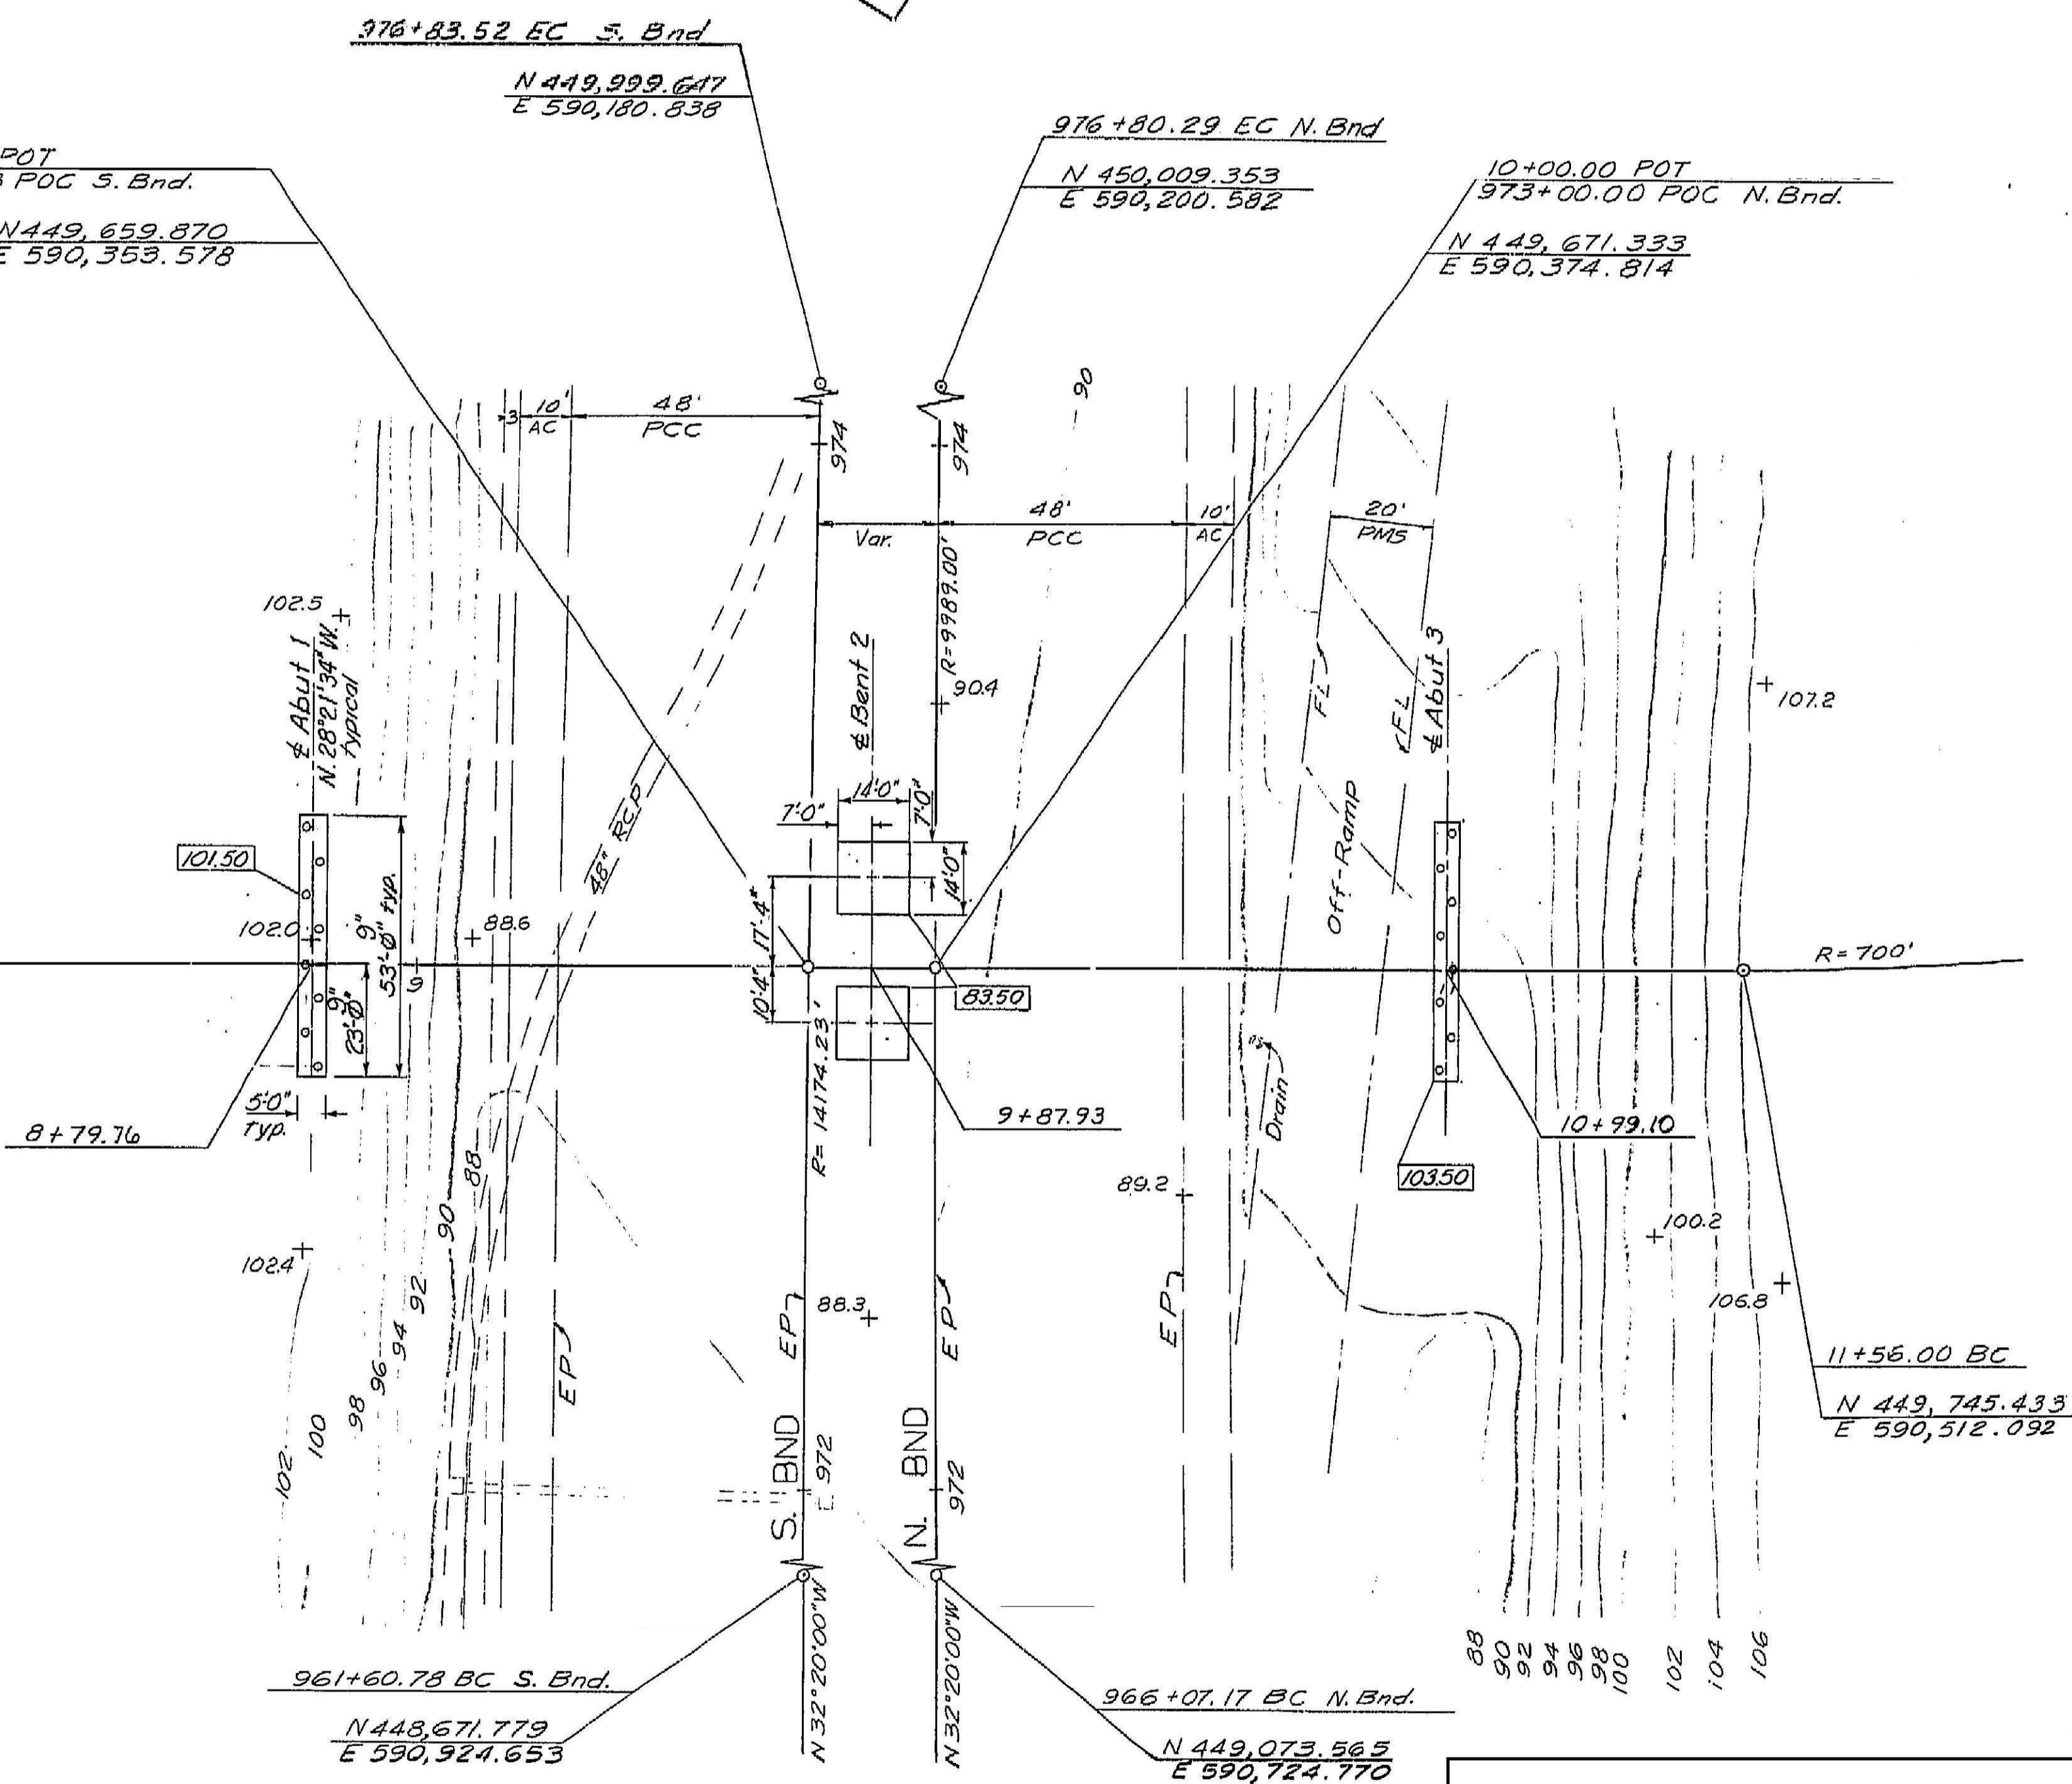 976+83.52 EC S. Bnd
N 449,999.647
E 590,180.838
976+80.29 EC N. Bnd
N 450,009.353
E 590,200.582
POT
POC S. Bnd.
N 449,659.870
E 590,353.578
10+00.00 POT
973+00.00 POC N. Bnd.
N 449,671.333
E 590,374.814
3
10'
AC
48'
PCC
974
974
90
Var.
48'
PCC
10'
AC
20'
PMS
R=9989.00'
102.5
℄ Abut 1
N. 28°21'34" W.
typical
℄ Bent 2
90.4
FL
FL
℄ Abut 3
107.2
48" RCP
14'0"
7'0"
7'0"
14'0"
Off-Ramp
101.50
102.0
9"
53'-0" typ.
88.6
17'-4"
10'4"
9
9"
23'-0"
83.50
R=700'
R= 14174.23'
Drain
5'0"
typ.
8+79.76
9+87.93
10+99.10
103.50
88
90
89.2
100.2
102.4
92
94
96
98
100
102
EP
EP
88.3
EP
EP
106.8
11+56.00 BC
N 449,745.433
E 590,512.092
S. BND
972
N. BND
972
N 32°20'00"W
N 32°20'00"W
88
90
92
94
96
98
100
102
104
106
961+60.78 BC S. Bnd.
N 448,671.779
E 590,924.653
966+07.17 BC N. Bnd.
N 449,073.565
E 590,724.770